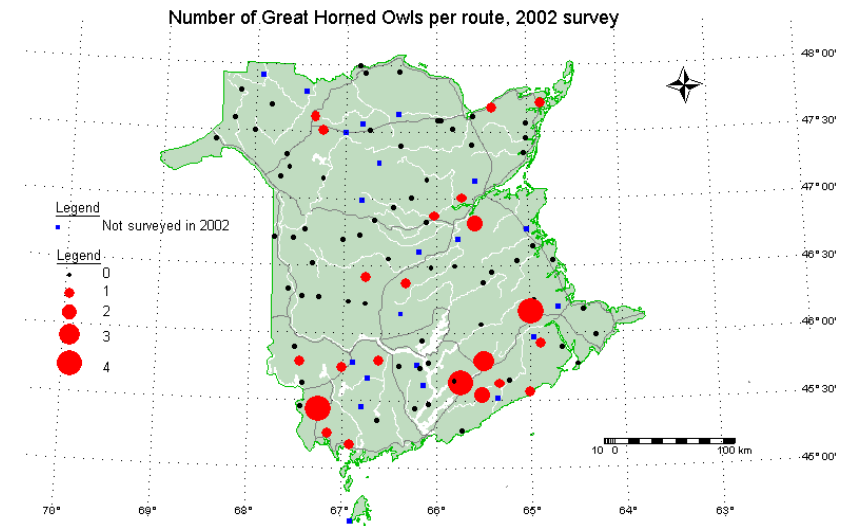 Number of Great Horned Owls per route, 2002 survey
48° 00'
47° 30'
47° 00'
Legend
Not surveyed in 2002
46° 30'
Legend
0
1
2
3
4
46° 00'
45° 30'
10 0 100 km
45° 00'
70° 69° 68° 67° 66° 65° 64° 63°